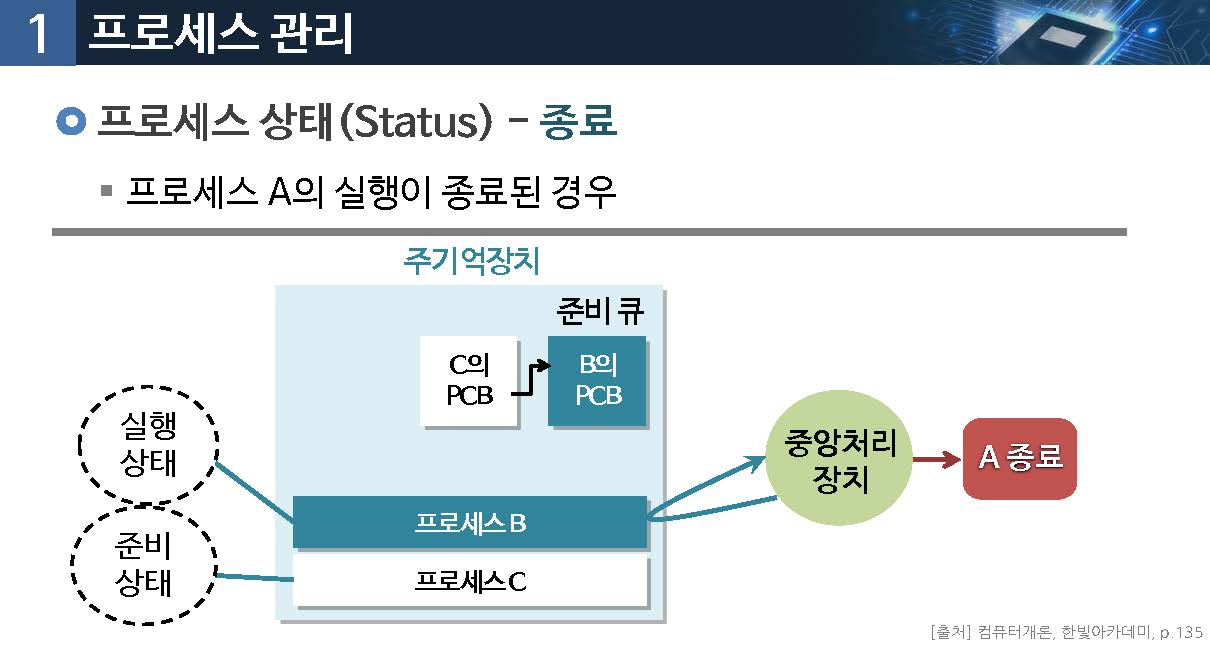 1 프로세스 관리
프로세스 상태(Status) - 종료
프로세스 A의 실행이 종료된 경우
주기억장치
준비 큐
C의
PCB
B의
PCB
실행
상태
준비
상태
프로세스 B
프로세스 C
중앙처리
장치
A 종료
[출처] 컴퓨터개론, 한빛아카데미, p.135